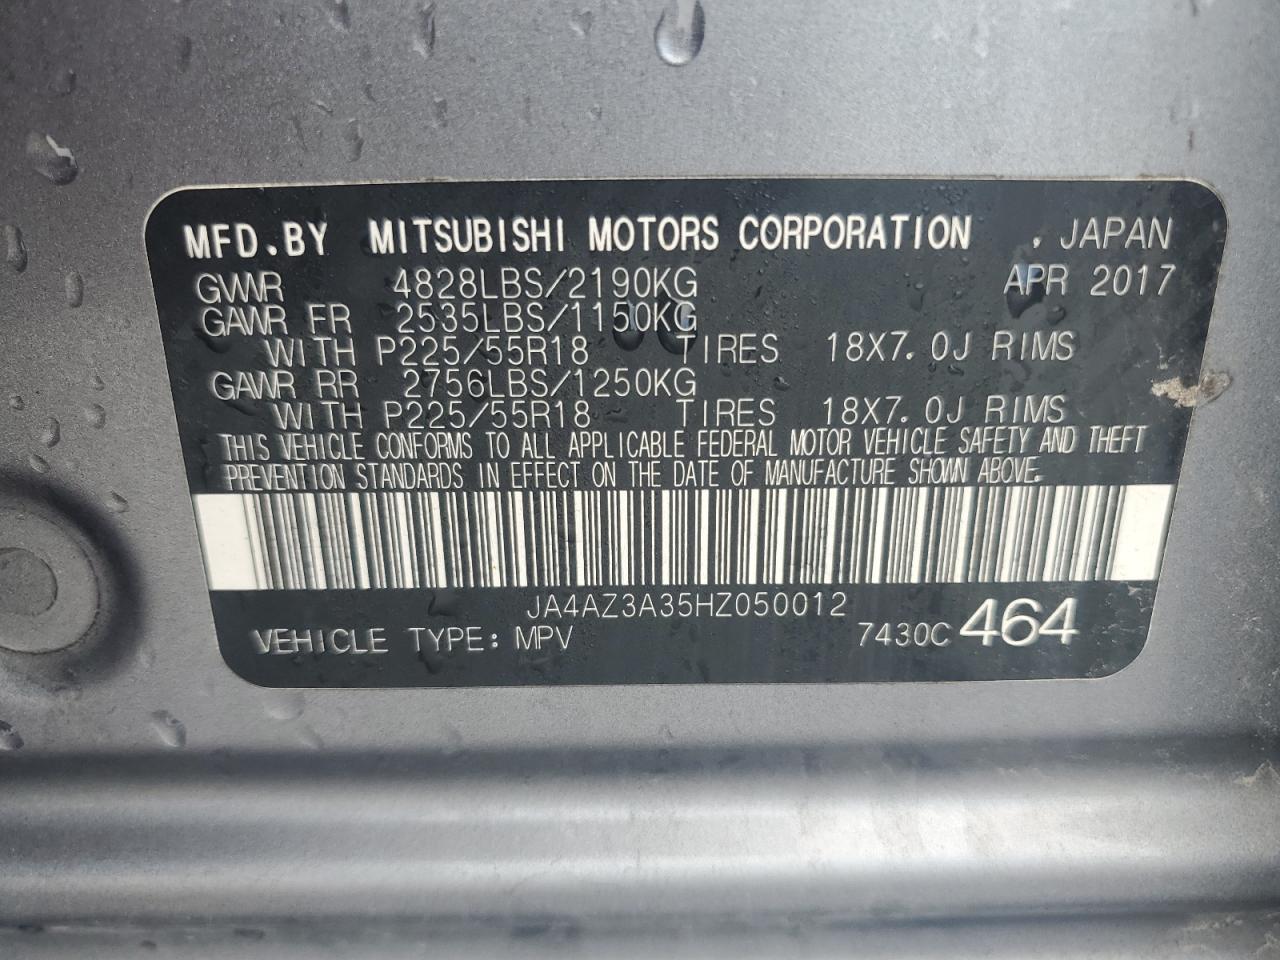 MFD.BY MITSUBISHI MOTORS CORPORATION , JAPAN
GVWR 4828LBS/2190KG APR 2017
GAWR FR 2535LBS/1150KG
WITH P225/55R18 TIRES 18X7.0J RIMS
GAWR RR 2756LBS/1250KG
WITH P225/55R18 TIRES 18X7.0J RIMS
THIS VEHICLE CONFORMS TO ALL APPLICABLE FEDERAL MOTOR VEHICLE SAFETY AND THEFT
PREVENTION STANDARDS IN EFFECT ON THE DATE OF MANUFACTURE SHOWN ABOVE.
JA4AZ3A35HZ050012
VEHICLE TYPE: MPV 7430C 464